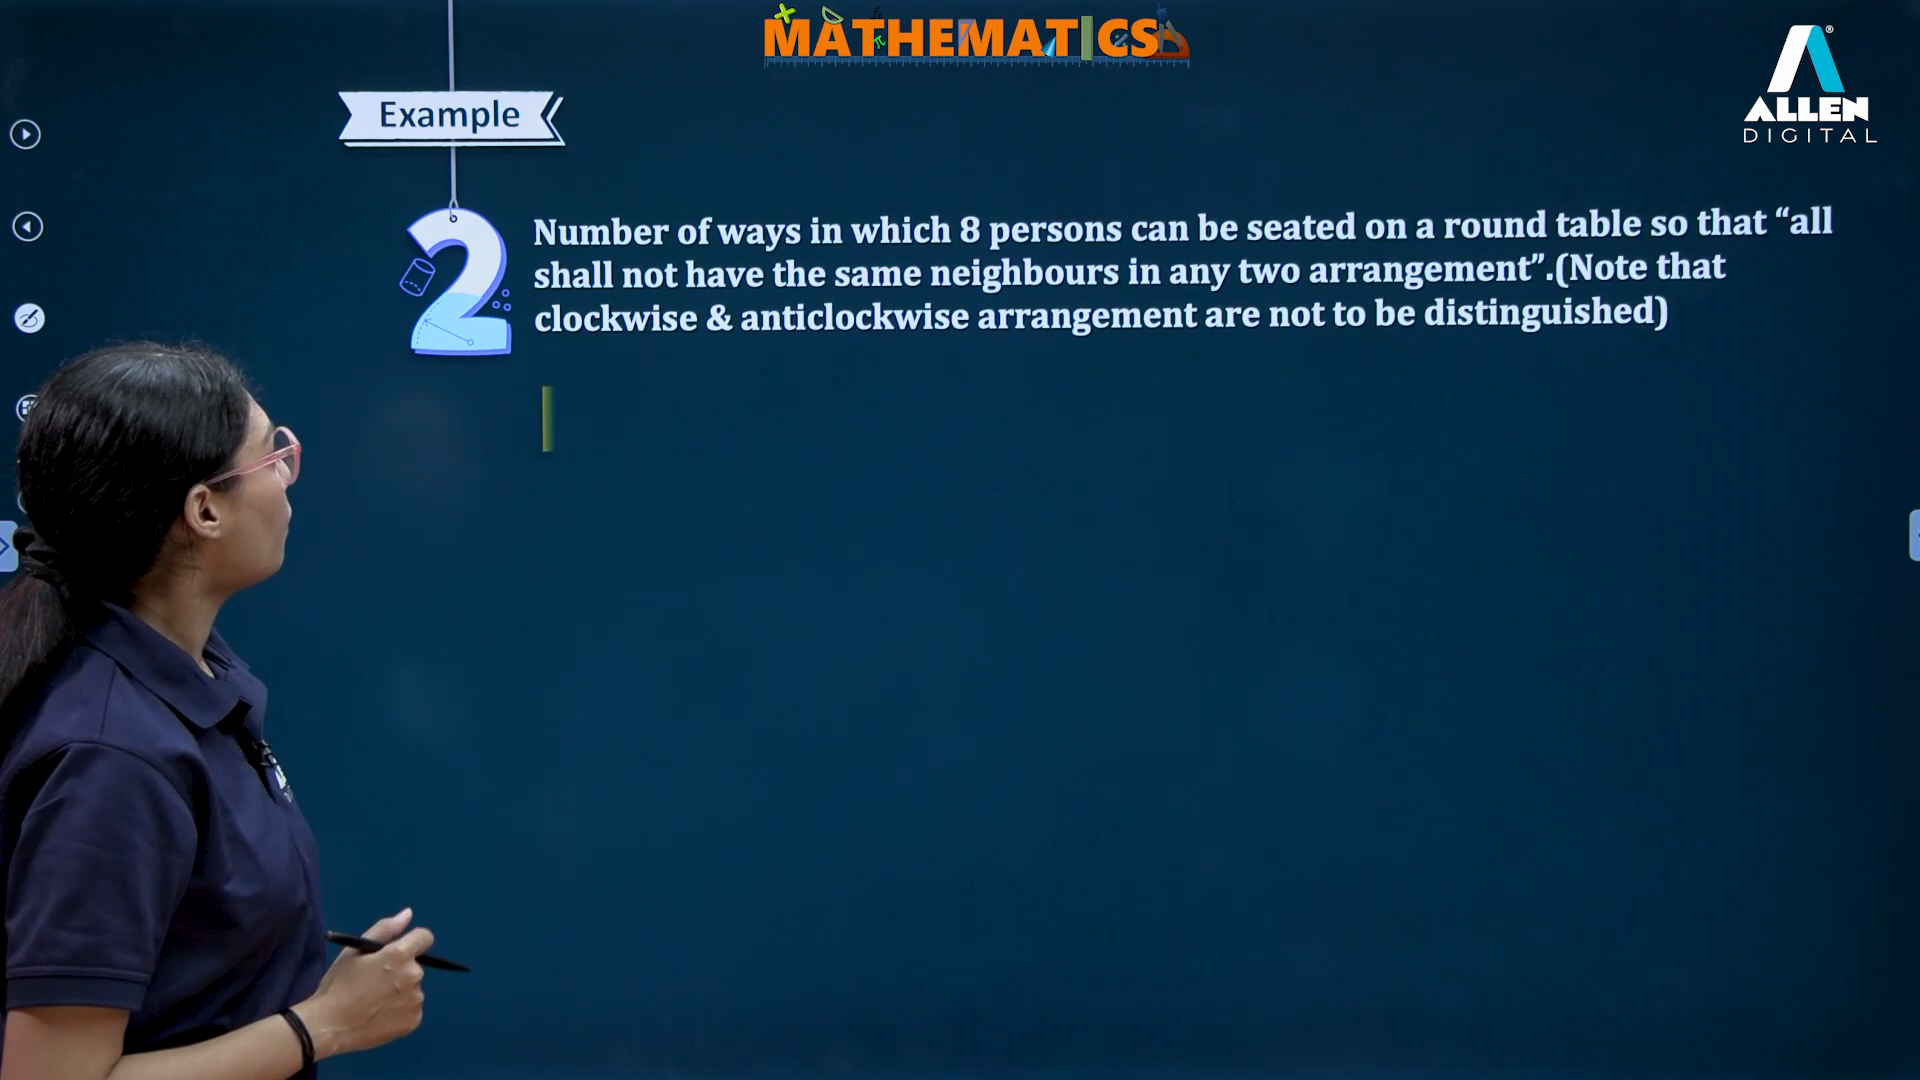 MATHEMATICS
ALLEN
DIGITAL
Example
2
Number of ways in which 8 persons can be seated on a round table so that “all
shall not have the same neighbours in any two arrangement”.(Note that
clockwise & anticlockwise arrangement are not to be distinguished)